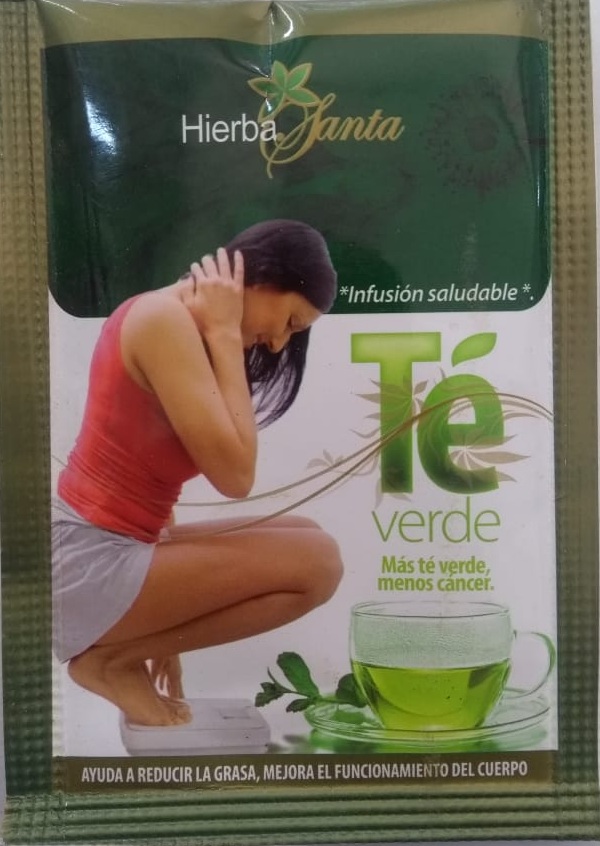 Hierba Santa
*Infusión saludable*.
Té
verde
Más té verde,
menos cáncer.
AYUDA A REDUCIR LA GRASA, MEJORA EL FUNCIONAMIENTO DEL CUERPO